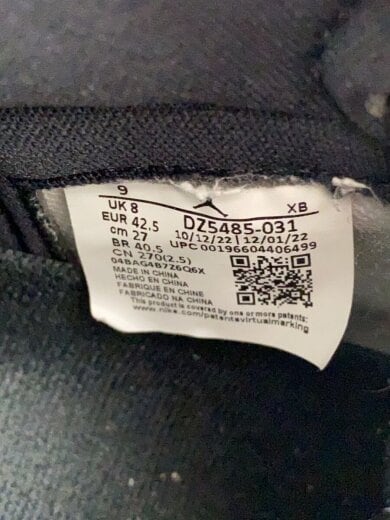 9
XB
UK 8
EUR 42.5
cm 27
BR 40.5
CN 270(2.5)
DZ5485-031
10/12/22|12/01/22
UPC 00196604406499
04BAG4B7Z6Q6X
MADE IN CHINA
HECHO EN CHINA
FABRIQUE EN CHINE
FABRICADO NA CHINA
This product is covered by one or more patents:
www.nike.com/patentsvirtualmarking